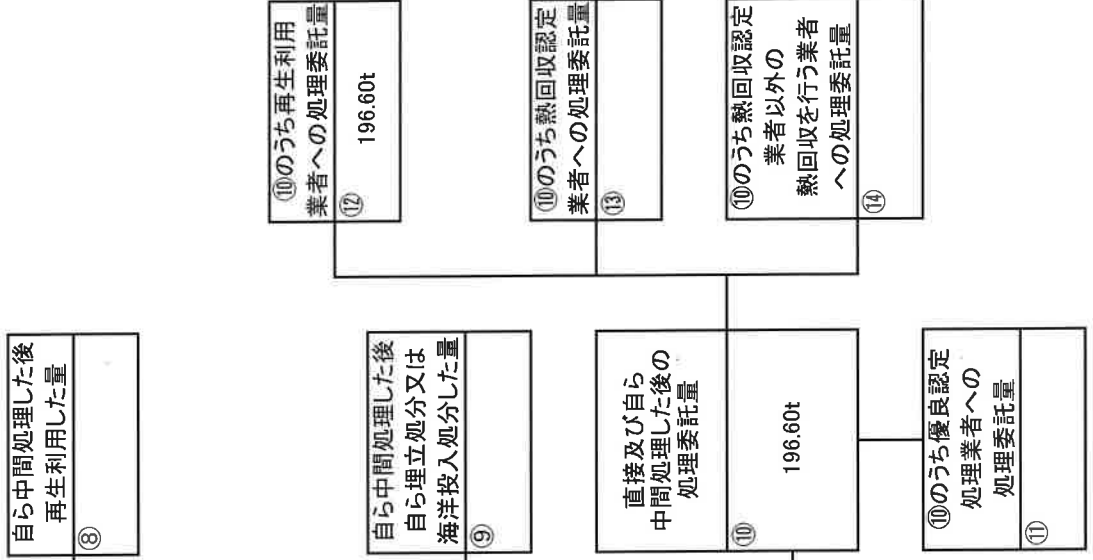 自ら中間処理した後
再生利用した量
⑧
自ら中間処理した後
自ら埋立処分又は
海洋投入処分した量
⑨
直接及び自ら
中間処理した後の
処理委託量
⑩
196.60t
⑩のうち優良認定
処理業者への
処理委託量
⑪
⑩のうち再生利用
業者への処理委託量
⑫
196.60t
⑩のうち熱回収認定
業者への処理委託量
⑬
⑩のうち熱回収認定
業者以外の
熱回収を行う業者
への処理委託量
⑭